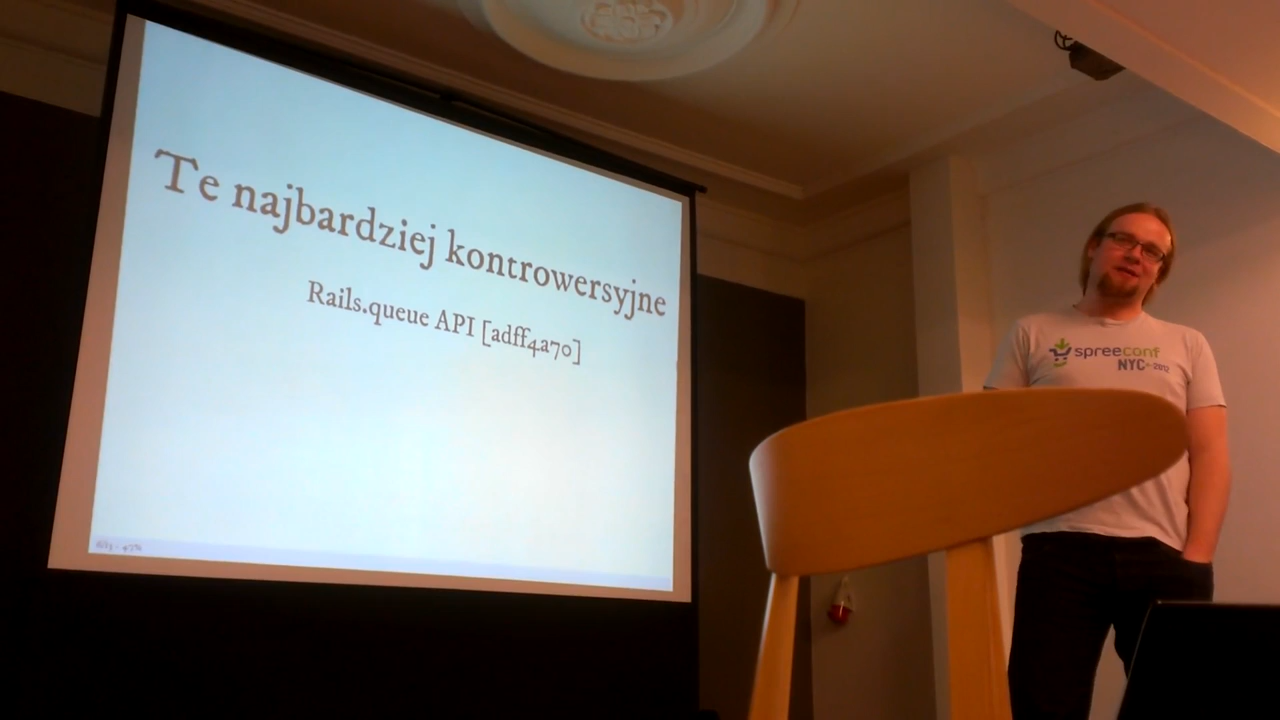 Te najbardziej kontrowersyjne
Rails.queue API [adff4a70]
spreeconf
NYC
2012